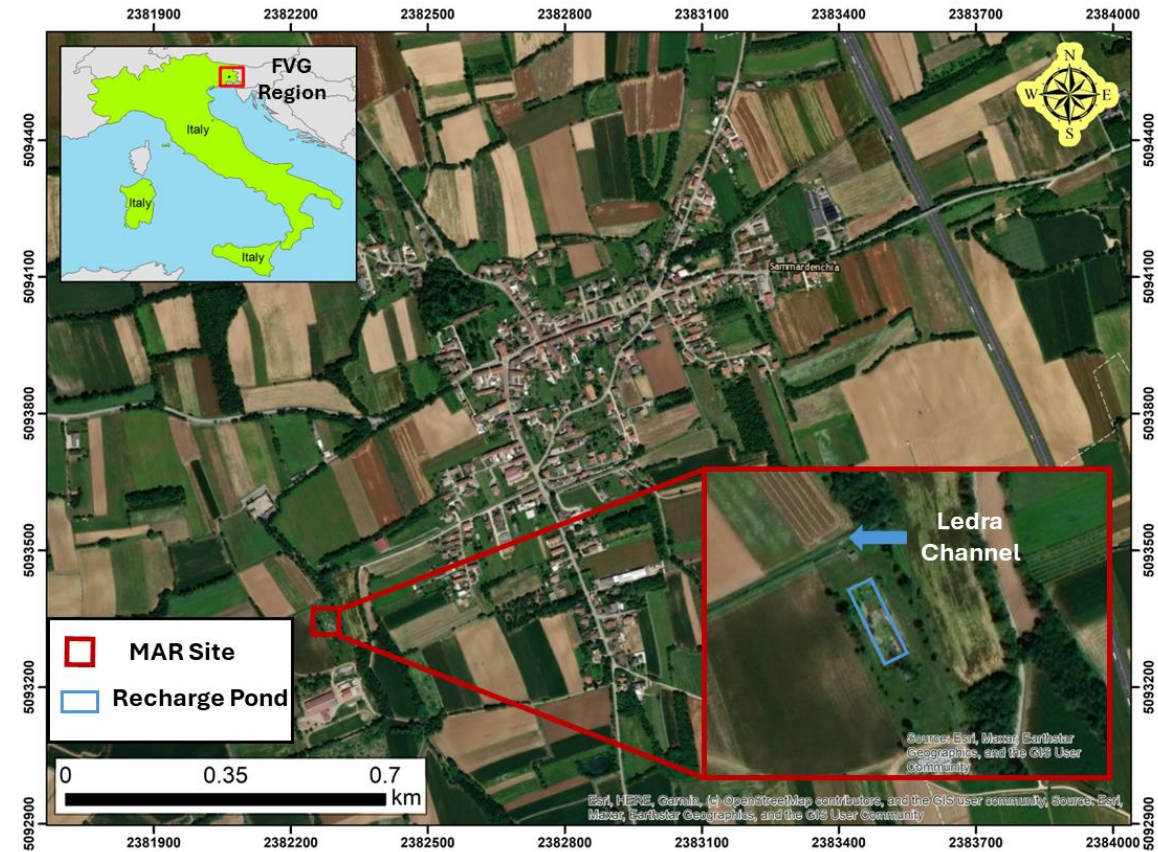 2381900 2382200 2382500 2382800 2383100 2383400 2383700 2384000
FVG
Region
Italy
Italy
Italy
N
W E
S
5094400 5094400
5094100 5094100
Sammardenchia
5093800 5093800
5093500 5093500
Ledra
Channel
MAR Site
Recharge Pond
5093200 5093200
Source: Esri, Maxar, Earthstar
Geographics, and the GIS User
Community
0 0.35 0.7
km
Esri, HERE, Garmin, (c) OpenStreetMap contributors, and the GIS user community, Source: Esri,
Maxar, Earthstar Geographics, and the GIS User Community
5092900 5092900
2381900 2382200 2382500 2382800 2383100 2383400 2383700 2384000